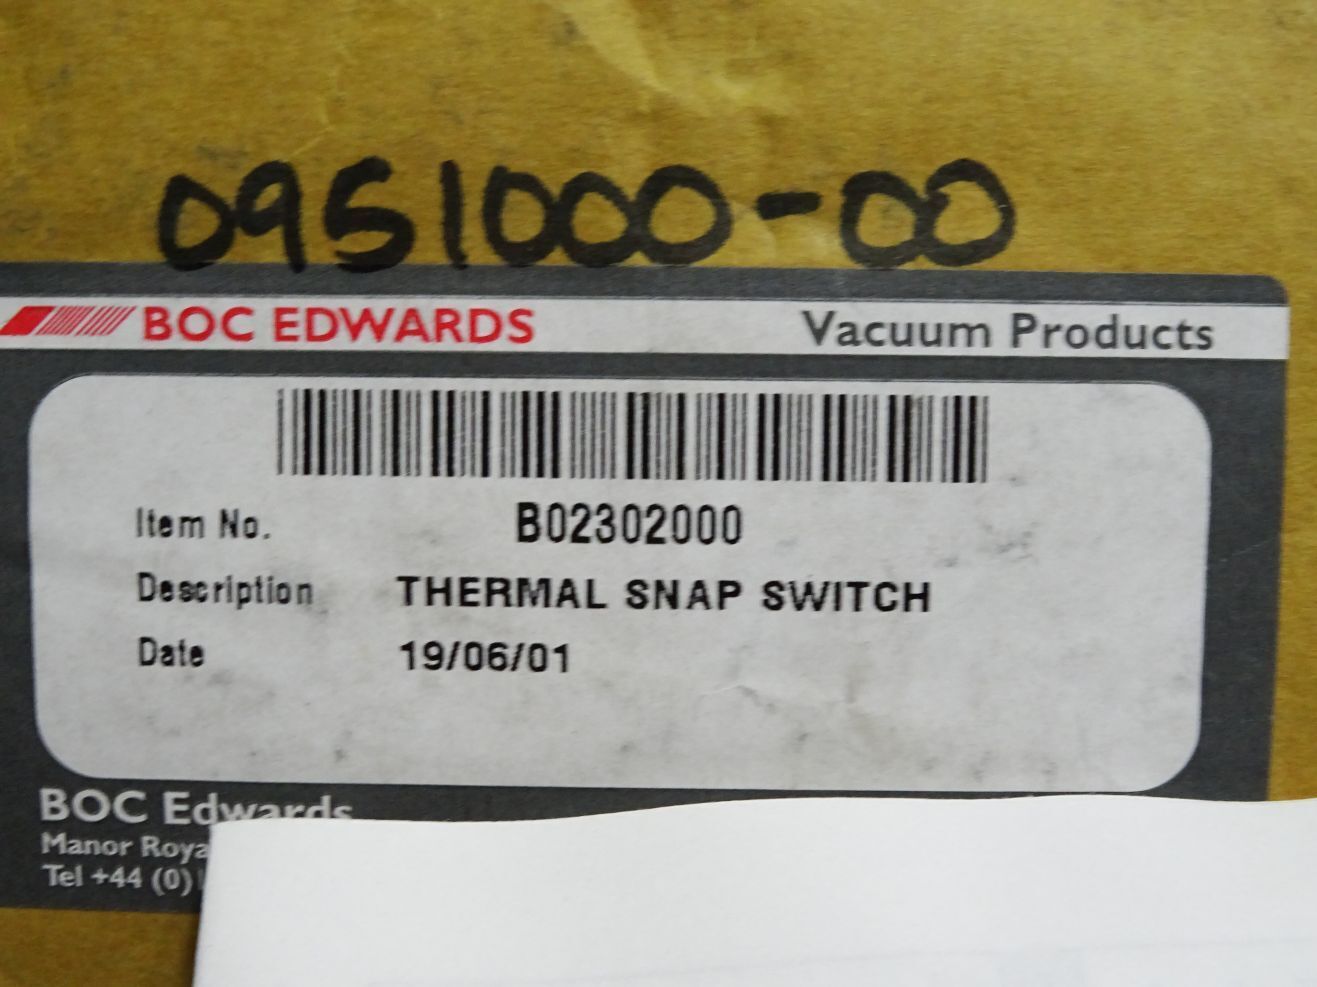 0951000-00
BOC EDWARDS Vacuum Products
Item No. B02302000
Description THERMAL SNAP SWITCH
Date 19/06/01
BOC Edwards
Manor Roya
Tel +44 (0)